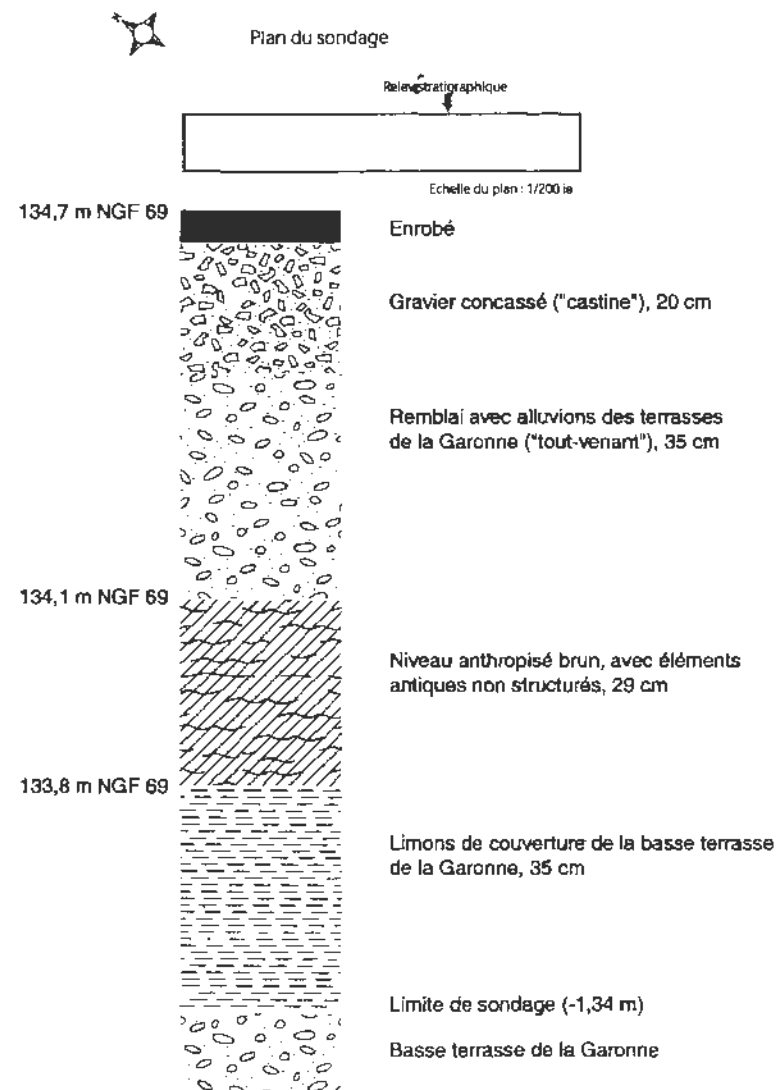 Plan du sondage
Relevé stratigraphique
Echelle du plan : 1/200 ie
134,7 m NGF 69
Enrobé
Gravier concassé ("castine"), 20 cm
Remblai avec alluvions des terrasses
de la Garonne ("tout-venant"), 35 cm
134,1 m NGF 69
Niveau anthropisé brun, avec éléments
antiques non structurés, 29 cm
133,8 m NGF 69
Limons de couverture de la basse terrasse
de la Garonne, 35 cm
Limite de sondage (-1,34 m)
Basse terrasse de la Garonne